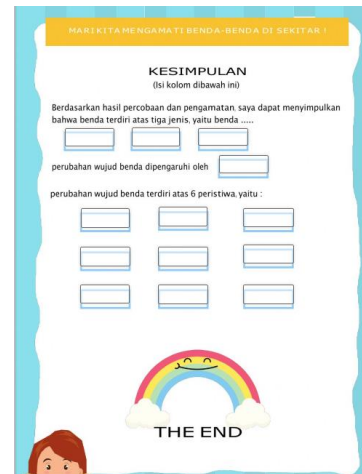 MARI KITA MENGAMATI BENDA-BENDA DI SEKITAR !
KESIMPULAN
(Isi kolom dibawah ini)
Berdasarkan hasil percobaan dan pengamatan, saya dapat menyimpulkan
bahwa benda terdiri atas tiga jenis, yaitu benda .....
perubahan wujud benda dipengaruhi oleh
perubahan wujud benda terdiri atas 6 peristiwa, yaitu :
THE END